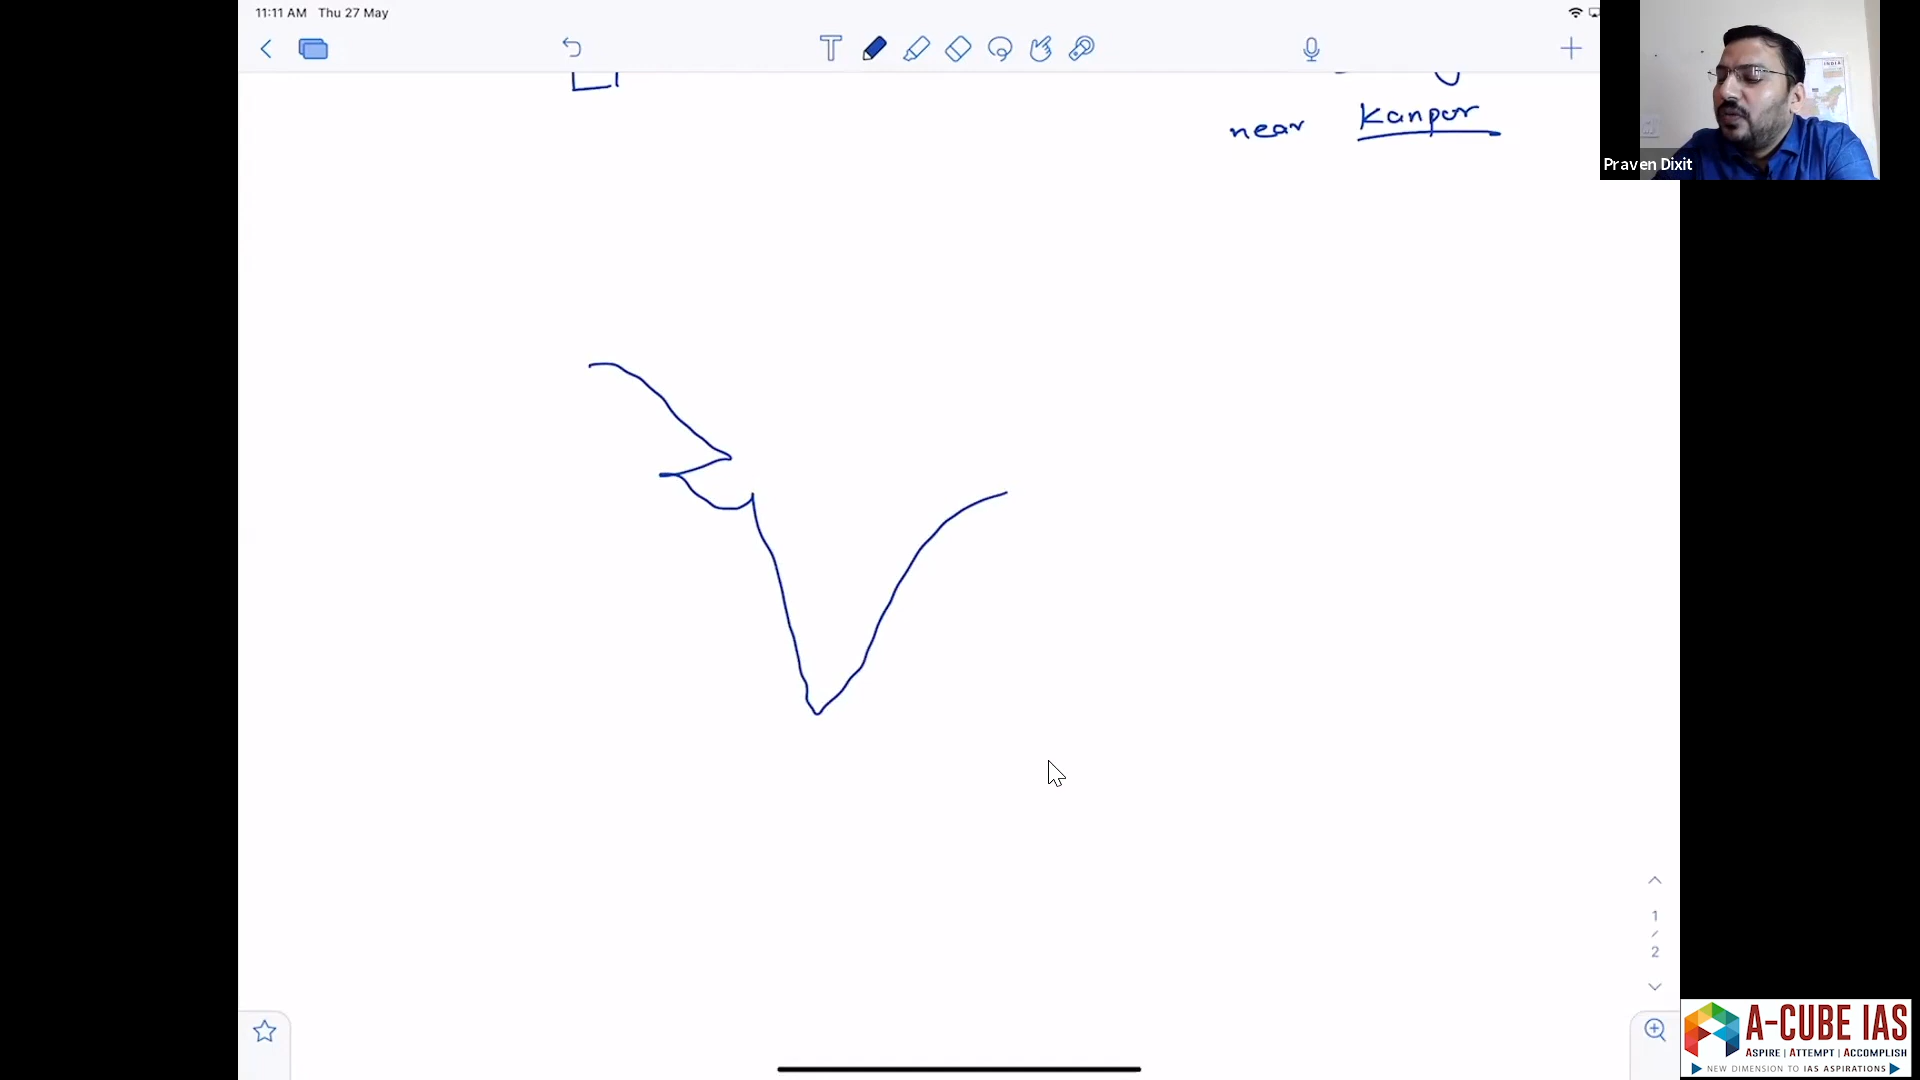 11:11 AM Thu 27 May
near Kanpur
Praven Dixit
INDIA
1
2
A-CUBE IAS
ASPIRE | ATTEMPT | ACCOMPLISH
NEW DIMENSION TO IAS ASPIRATIONS